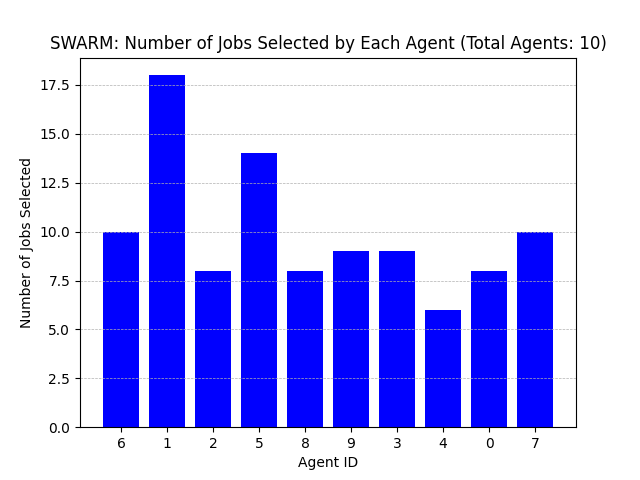 SWARM: Number of Jobs Selected by Each Agent (Total Agents: 10)
Number of Jobs Selected
17.5
15.0
12.5
10.0
7.5
5.0
2.5
0.0
6 1 2 5 8 9 3 4 0 7
Agent ID